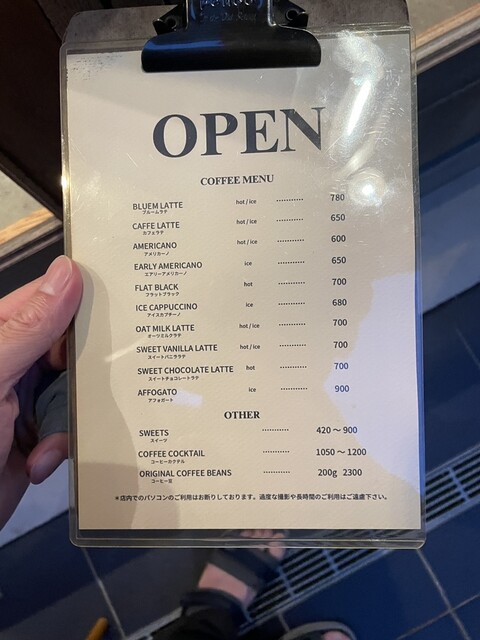 OPEN
COFFEE MENU
BLUEM LATTE hot / ice ........... 780
ブルームラテ
CAFFE LATTE hot / ice ........... 650
カフェラテ
AMERICANO hot / ice ........... 600
アメリカーノ
EARLY AMERICANO ice ........... 650
エアリーアメリカーノ
FLAT BLACK hot ........... 700
フラットブラック
ICE CAPPUCCINO ice ........... 680
アイスカプチーノ
OAT MILK LATTE hot / ice ........... 700
オーツミルクラテ
SWEET VANILLA LATTE hot / ice ........... 700
スイートバニララテ
SWEET CHOCOLATE LATTE hot ........... 700
スイートチョコレートラテ
AFFOGATO ice ........... 900
アフォガート
OTHER
SWEETS ........... 420 〜 900
スイーツ
COFFEE COCKTAIL ........... 1050 〜 1200
コーヒーカクテル
ORIGINAL COFFEE BEANS ........... 200g 2300
コーヒー豆
＊店内でのパソコンのご利用はお断りしております。過度な撮影や長時間のご利用はご遠慮下さい。